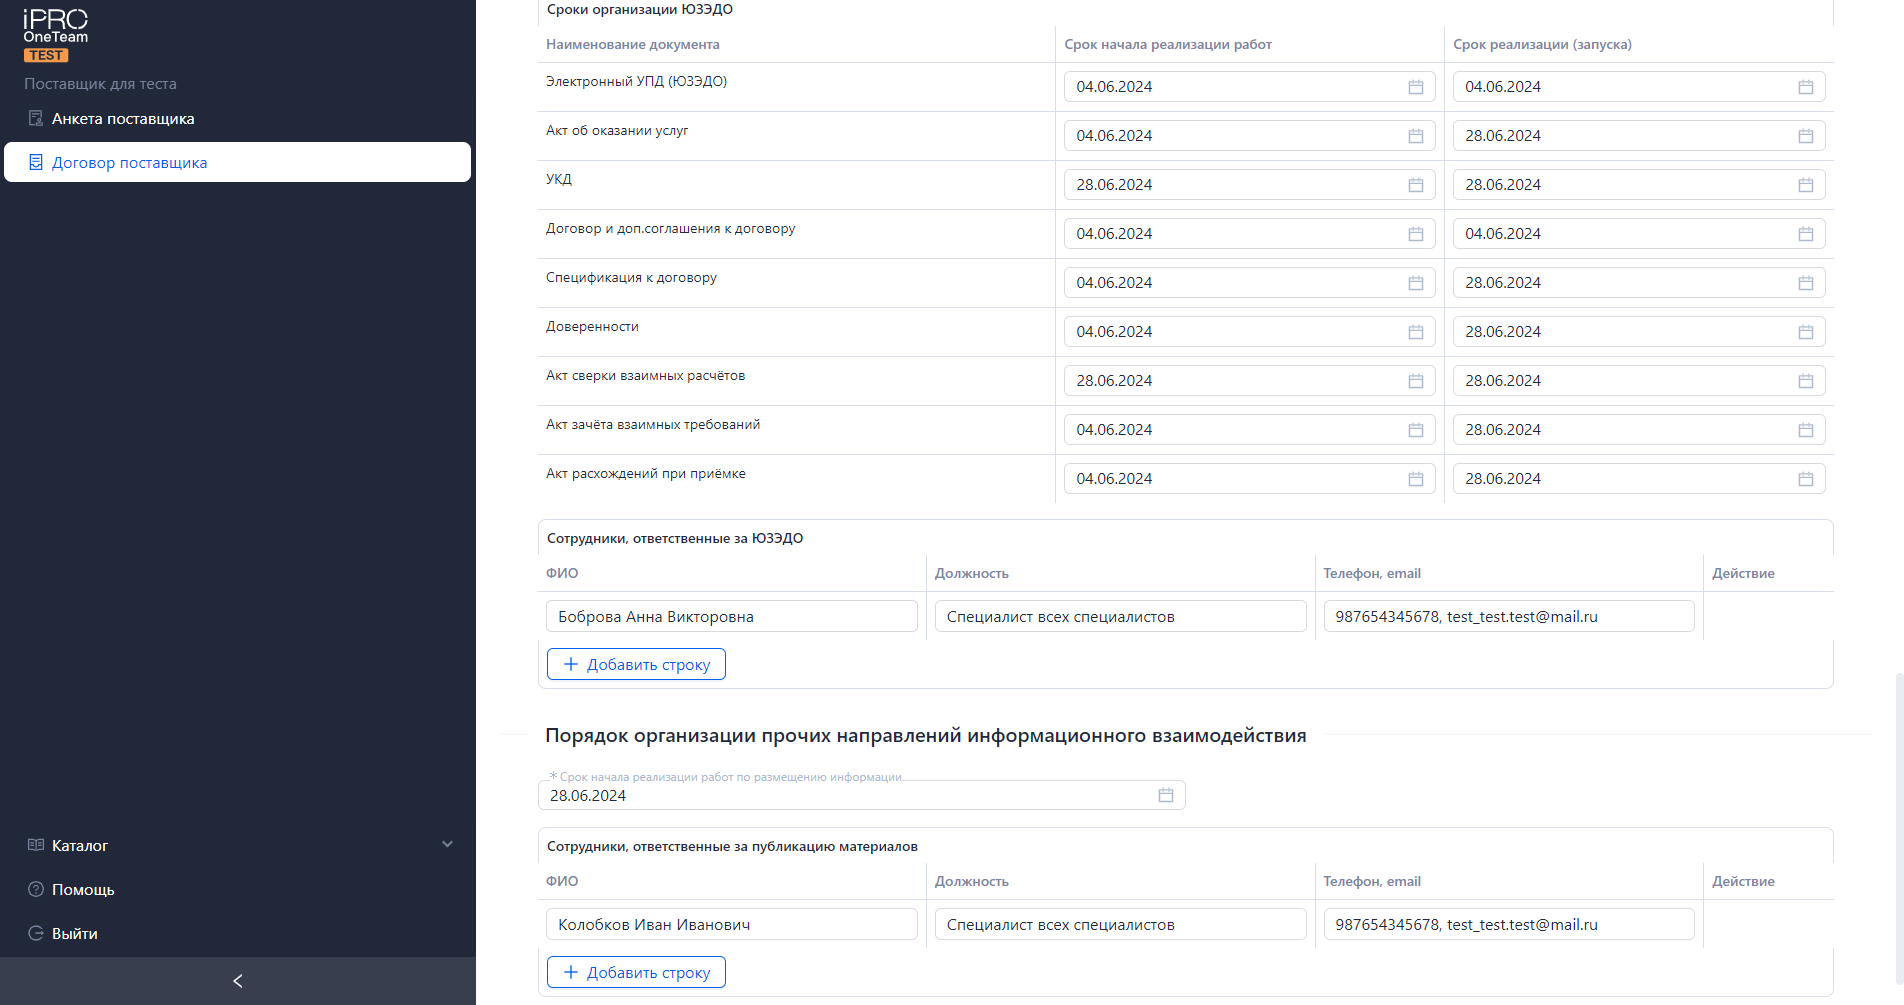 iPRO
OneTeam
TEST
Поставщик для теста
Анкета поставщика
Договор поставщика
Каталог
Помощь
Выйти
Сроки организации ЮЗЭДО
Наименование документа Срок начала реализации работ Срок реализации (запуска)
Электронный УПД (ЮЗЭДО) 04.06.2024 04.06.2024
Акт об оказании услуг 04.06.2024 28.06.2024
УКД 28.06.2024 28.06.2024
Договор и доп.соглашения к договору 04.06.2024 04.06.2024
Спецификация к договору 04.06.2024 28.06.2024
Доверенности 04.06.2024 28.06.2024
Акт сверки взаимных расчётов 28.06.2024 28.06.2024
Акт зачёта взаимных требований 04.06.2024 28.06.2024
Акт расхождений при приёмке 04.06.2024 28.06.2024
Сотрудники, ответственные за ЮЗЭДО
ФИО Должность Телефон, email Действие
Боброва Анна Викторовна Специалист всех специалистов 987654345678, test_test.test@mail.ru
+ Добавить строку
Порядок организации прочих направлений информационного взаимодействия
* Срок начала реализации работ по размещению информации
28.06.2024
Сотрудники, ответственные за публикацию материалов
ФИО Должность Телефон, email Действие
Колобков Иван Иванович Специалист всех специалистов 987654345678, test_test.test@mail.ru
+ Добавить строку